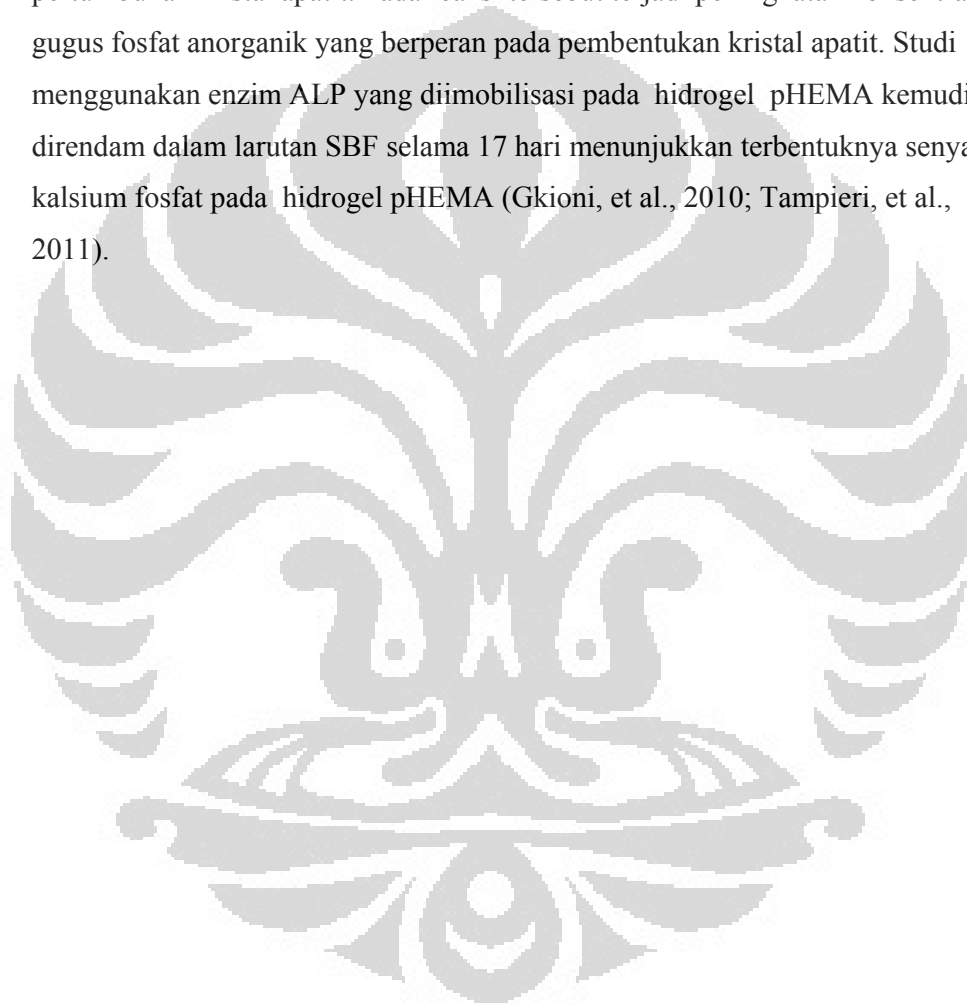 gugus fosfat anorganik yang berperan pada pembentukan kristal apatit. Studi
menggunakan enzim ALP yang diimobilisasi pada hidrogel pHEMA kemudi
direndam dalam larutan SBF selama 17 hari menunjukkan terbentuknya senya
kalsium fosfat pada hidrogel pHEMA (Gkioni, et al., 2010; Tampieri, et al.,
2011).